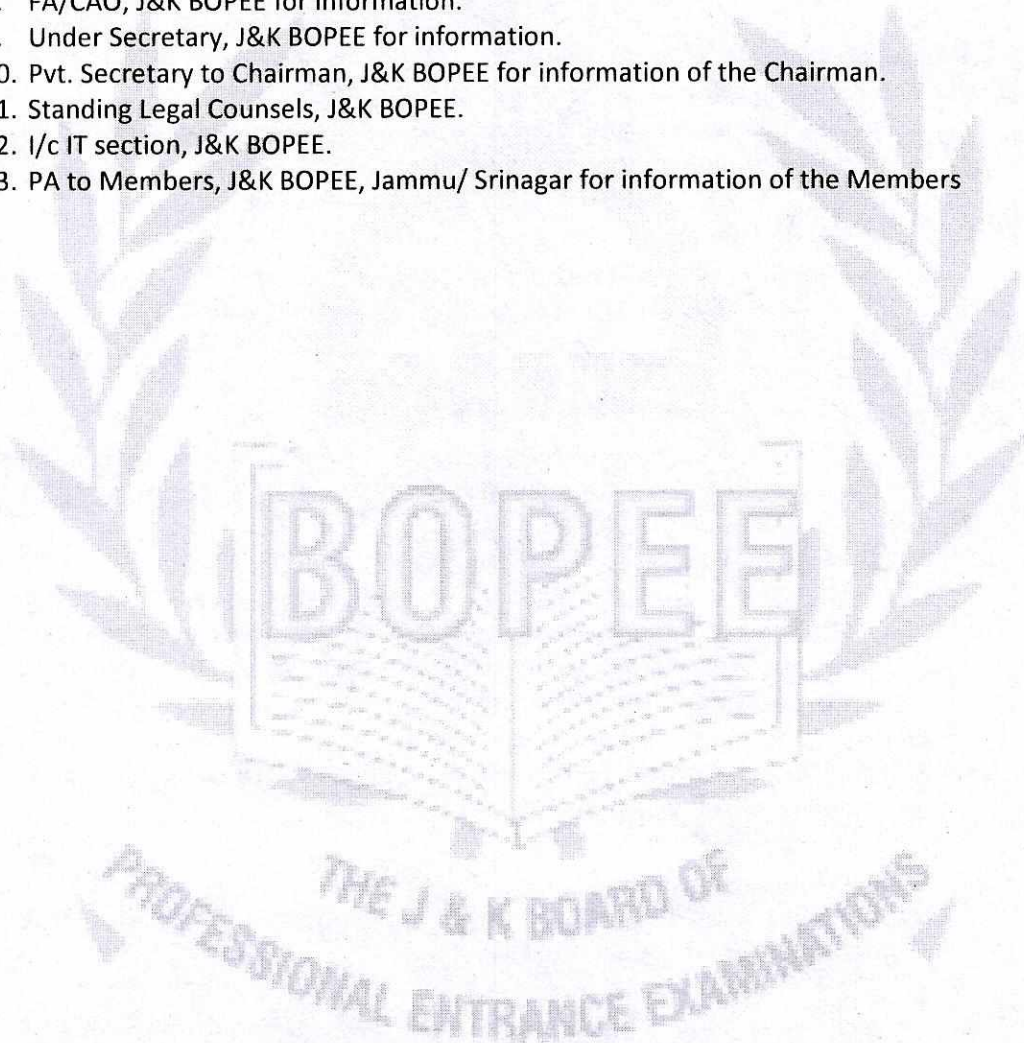 . FA/CAO, J&K BOPEE for information.
. Under Secretary, J&K BOPEE for information.
0. Pvt. Secretary to Chairman, J&K BOPEE for information of the Chairman.
1. Standing Legal Counsels, J&K BOPEE.
2. I/c IT section, J&K BOPEE.
3. PA to Members, J&K BOPEE, Jammu/ Srinagar for information of the Members
BOPEE
THE J & K BOARD OF
PROFESSIONAL ENTRANCE EXAMINATIONS